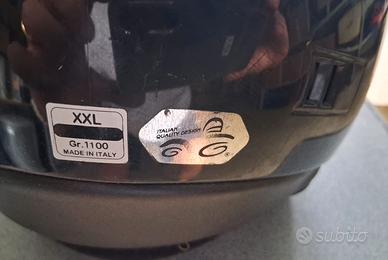 XXL
Gr.1100
MADE IN ITALY
ITALIAN
QUALITY DESIGN
subito